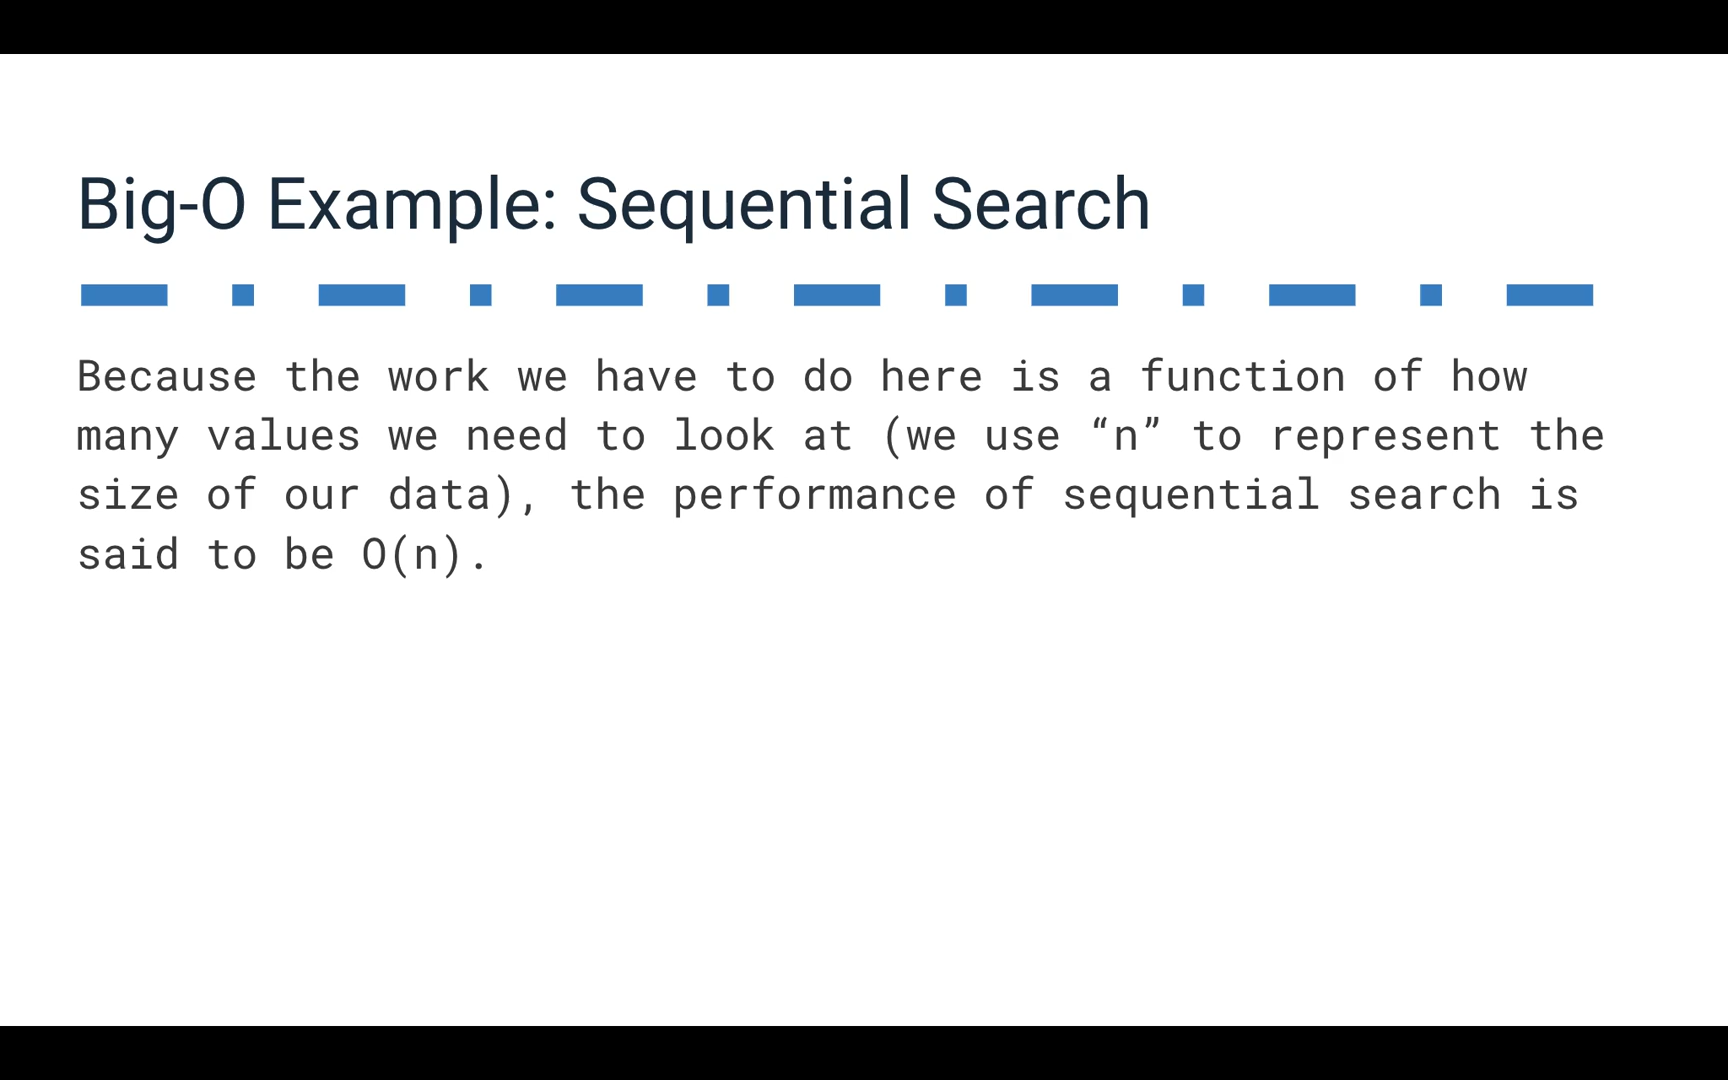 Big-O Example: Sequential Search
Because the work we have to do here is a function of how
many values we need to look at (we use “n” to represent the
size of our data), the performance of sequential search is
said to be O(n).